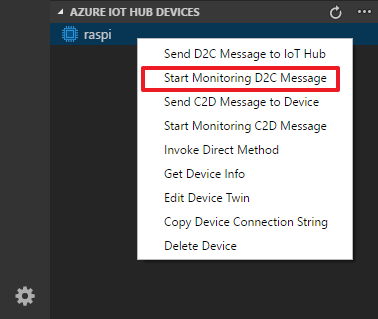 AZURE IOT HUB DEVICES
raspi
Send D2C Message to IoT Hub
Start Monitoring D2C Message
Send C2D Message to Device
Start Monitoring C2D Message
Invoke Direct Method
Get Device Info
Edit Device Twin
Copy Device Connection String
Delete Device